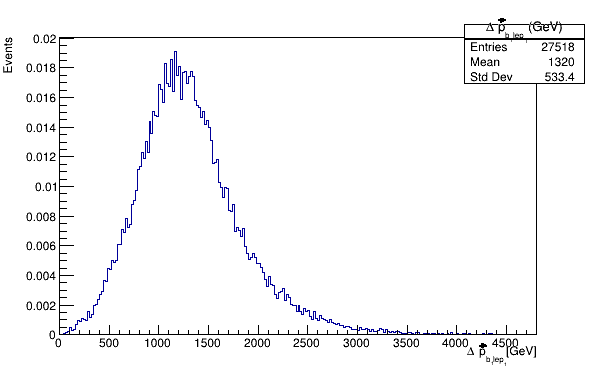 Δ p⃗ b,lep₁ (GeV)
Entries 27518
Mean 1320
Std Dev 533.4
Events
0.02
0.018
0.016
0.014
0.012
0.01
0.008
0.006
0.004
0.002
0
0 500 1000 1500 2000 2500 3000 3500 4000 4500
Δ p⃗ b,lep₁ [GeV]